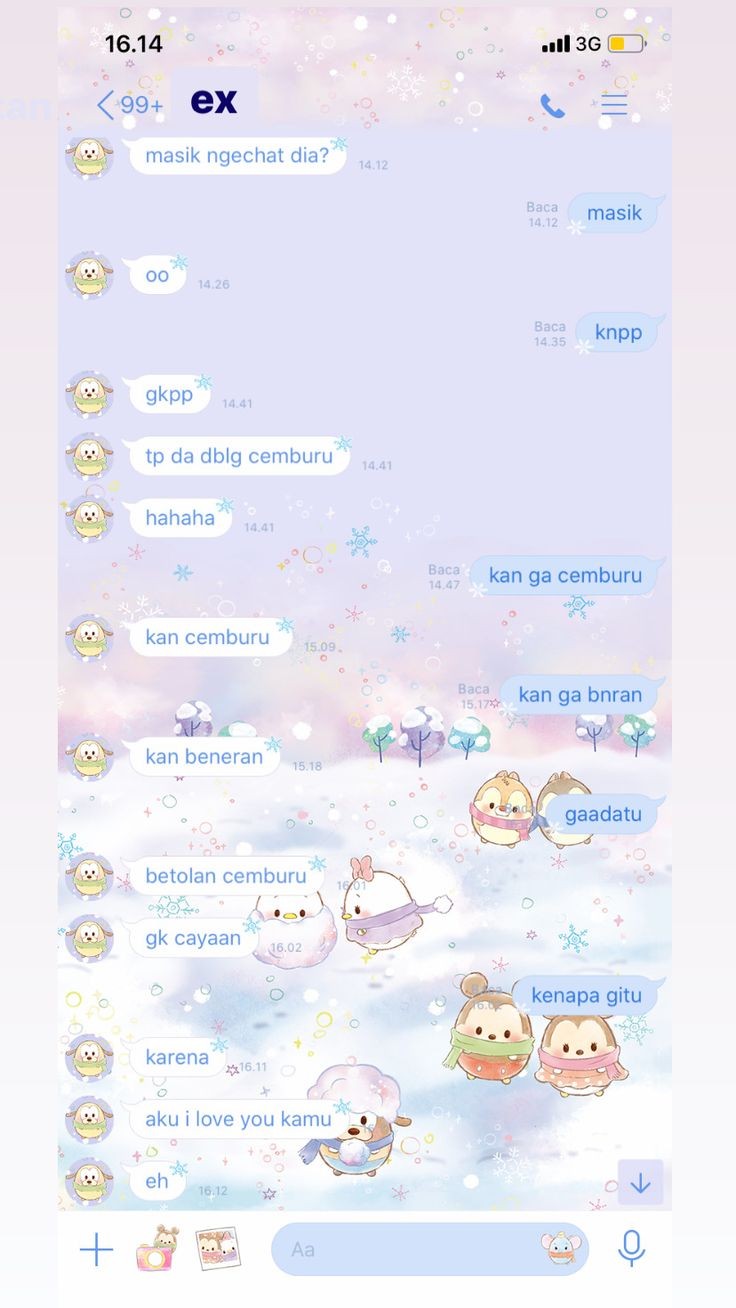 16.14
3G
99+
ex
masik ngechat dia?
14.12
Baca
14.12
masik
oo
14.26
Baca
14.35
knpp
gkpp
14.41
tp da dblg cemburu
14.41
hahaha
14.41
Baca
14.47
kan ga cemburu
kan cemburu
15.09
Baca
15.17
kan ga bnran
kan beneran
15.18
Baca
gaadatu
betolan cemburu
16.01
gk cayaan
16.02
Baca
kenapa gitu
karena
16.11
aku i love you kamu
eh
16.12
Aa